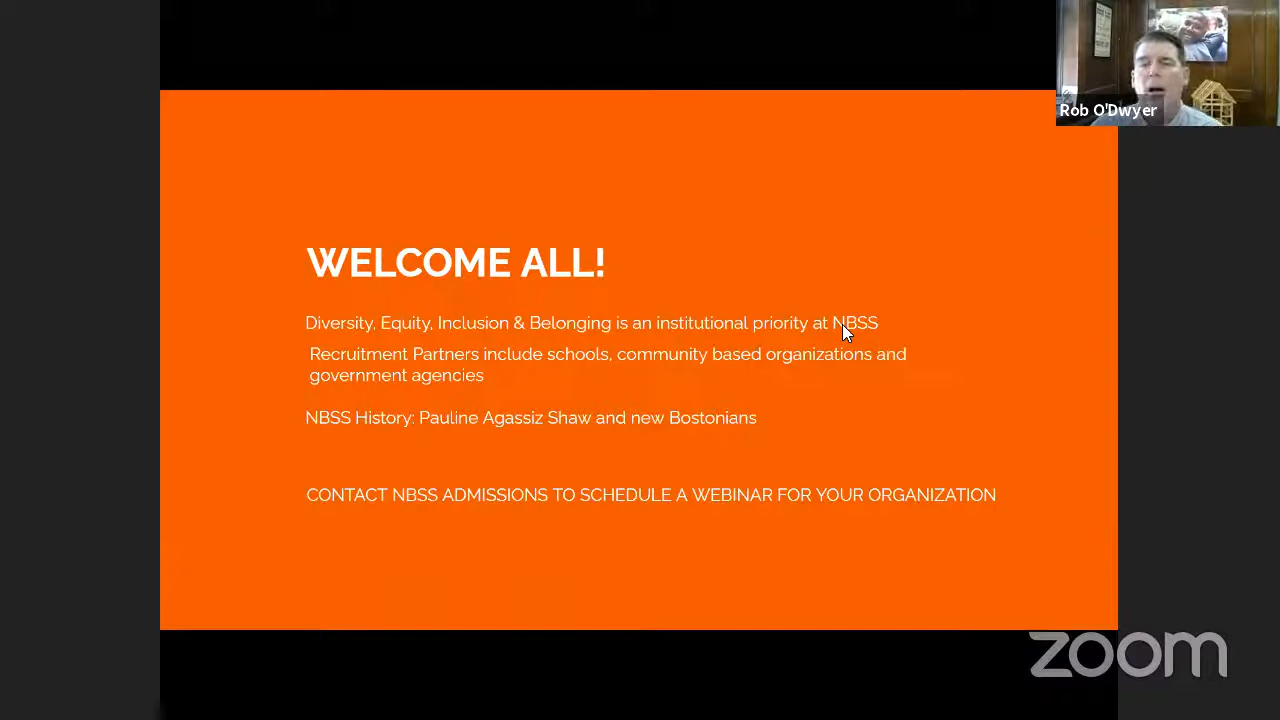 Rob O'Dwyer
WELCOME ALL!
Diversity, Equity, Inclusion & Belonging is an institutional priority at NBSS
Recruitment Partners include schools, community based organizations and
government agencies
NBSS History: Pauline Agassiz Shaw and new Bostonians
CONTACT NBSS ADMISSIONS TO SCHEDULE A WEBINAR FOR YOUR ORGANIZATION
zoom